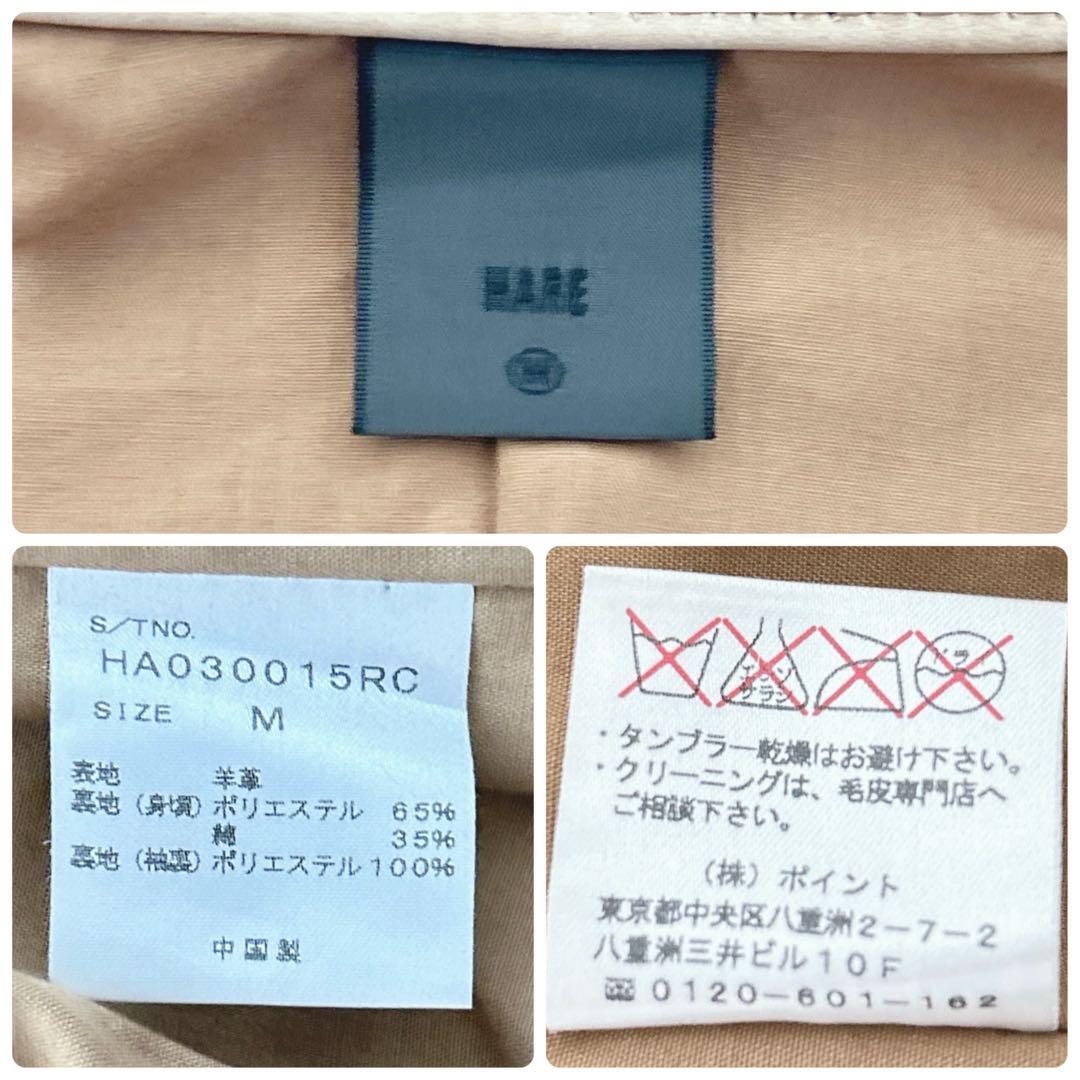 HARE
M
S/TNO.
HA030015RC
SIZE M
表地 羊革
裏地(身頃)ポリエステル 65%
綿 35%
裏地(袖裏)ポリエステル100%
中国製
エンソ
サラシ
ドライ
・タンブラー乾燥はお避け下さい。
・クリーニングは、毛皮専門店へ
ご相談下さい。
(株)ポイント
東京都中央区八重洲2-7-2
八重洲三井ビル10F
0120-601-162